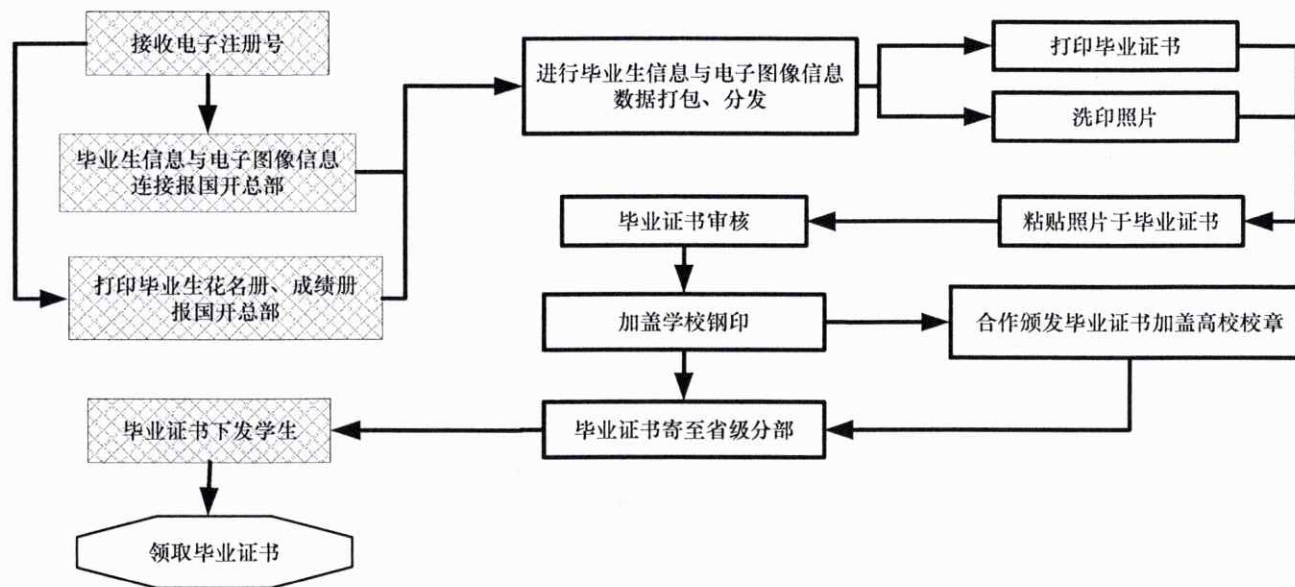 接收电子注册号
毕业生信息与电子图像信息
连接报国开总部
打印毕业生花名册、成绩册
报国开总部
进行毕业生信息与电子图像信息
数据打包、分发
打印毕业证书
洗印照片
粘贴照片于毕业证书
毕业证书审核
加盖学校钢印
合作颁发毕业证书加盖高校校章
毕业证书寄至省级分部
毕业证书下发学生
领取毕业证书